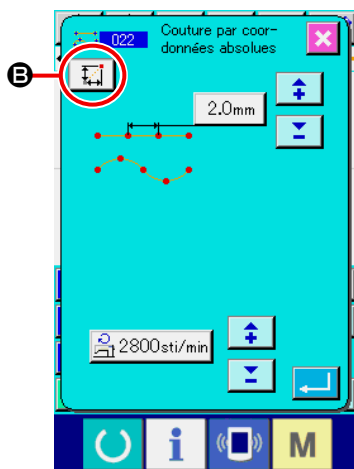 022 Couture par coor-
données absolues
B
2.0mm
2800sti/min
i M